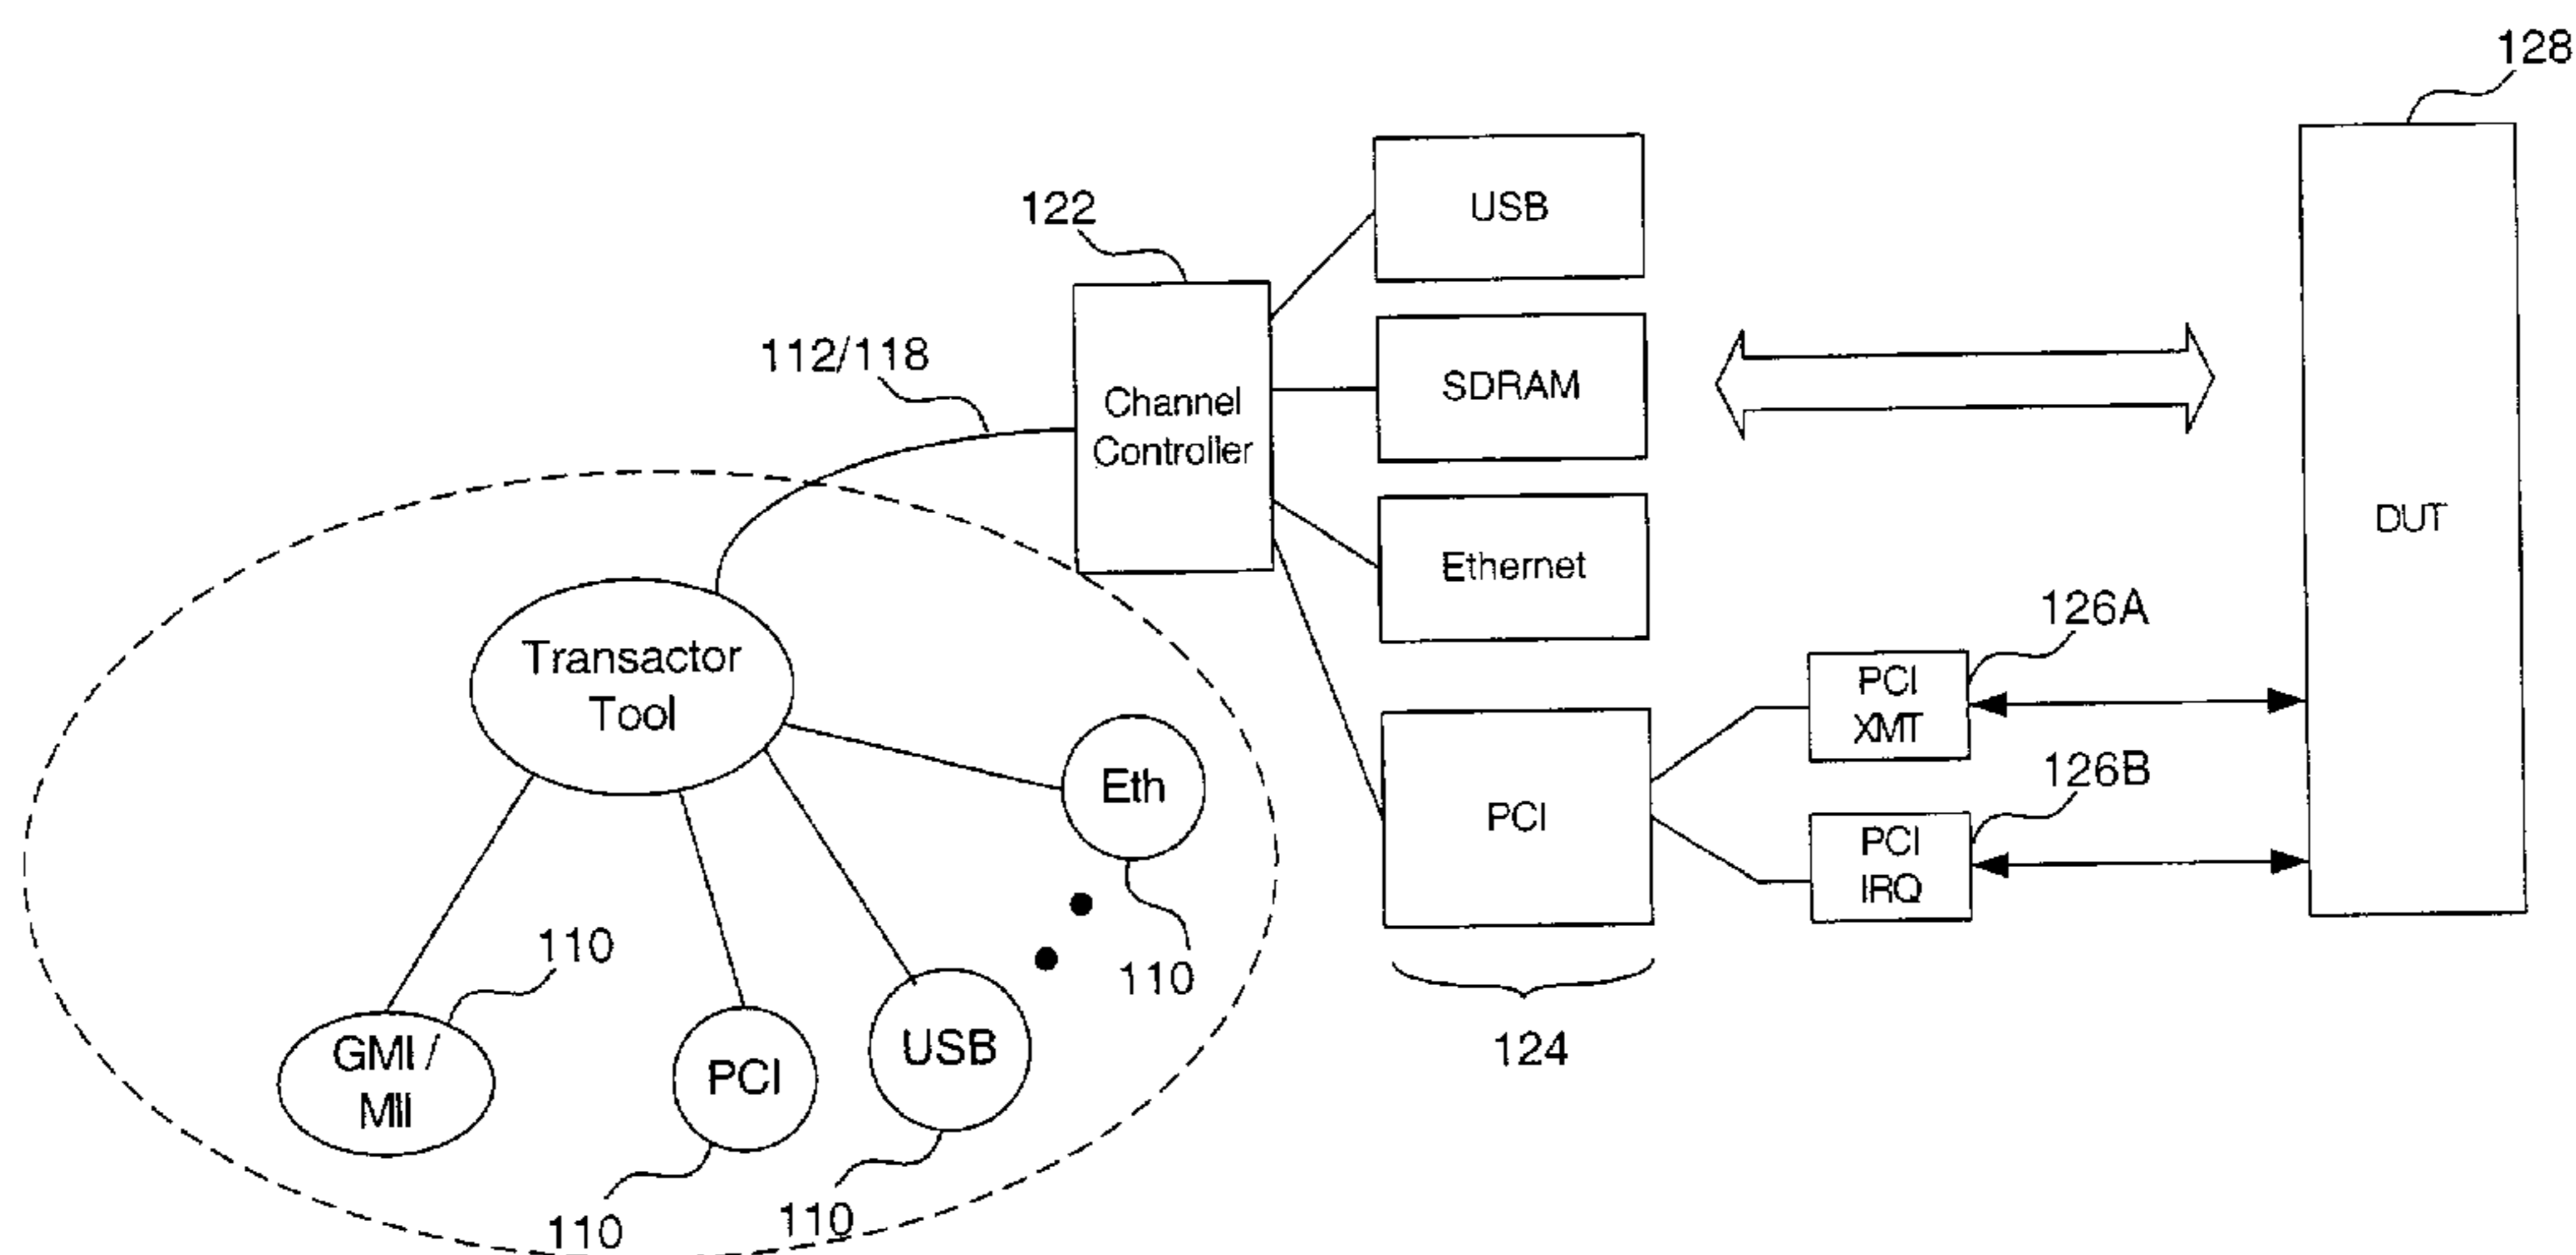 128
USB
122
112/118
SDRAM
Channel
Controller
DUT
Ethernet
126A
Transactor
Tool
PCI
XMT
126B
Eth
PCI
PCI
IRQ
110
110
124
GMI /
MII
PCI
USB
110
110